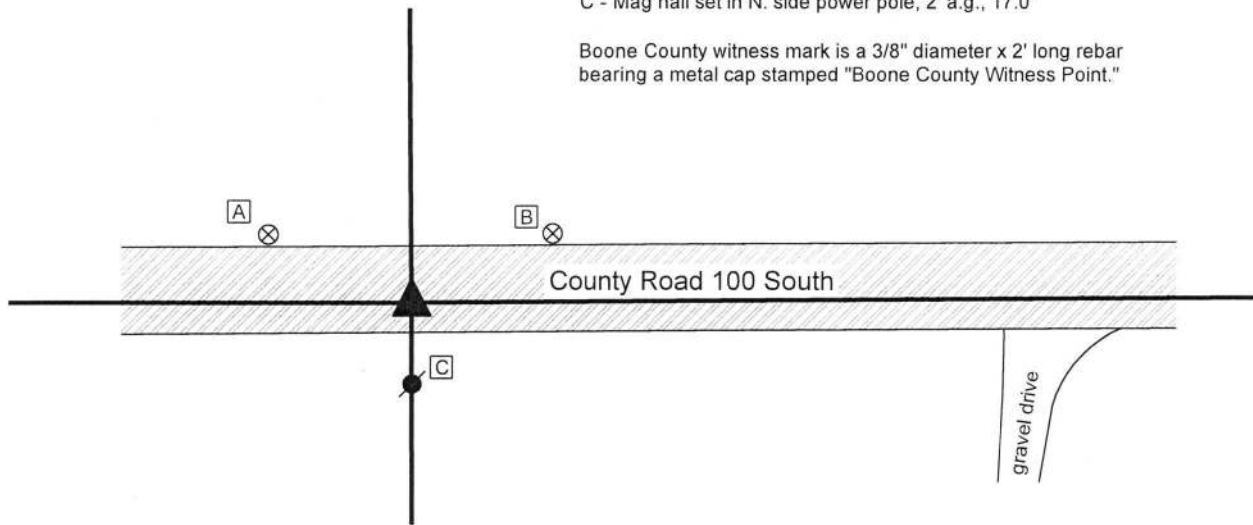 C - Mag nail set in N. side power pole, 2' a.g., 17.0'
Boone County witness mark is a 3/8" diameter x 2' long rebar
bearing a metal cap stamped "Boone County Witness Point."
A
B
County Road 100 South
C
gravel drive